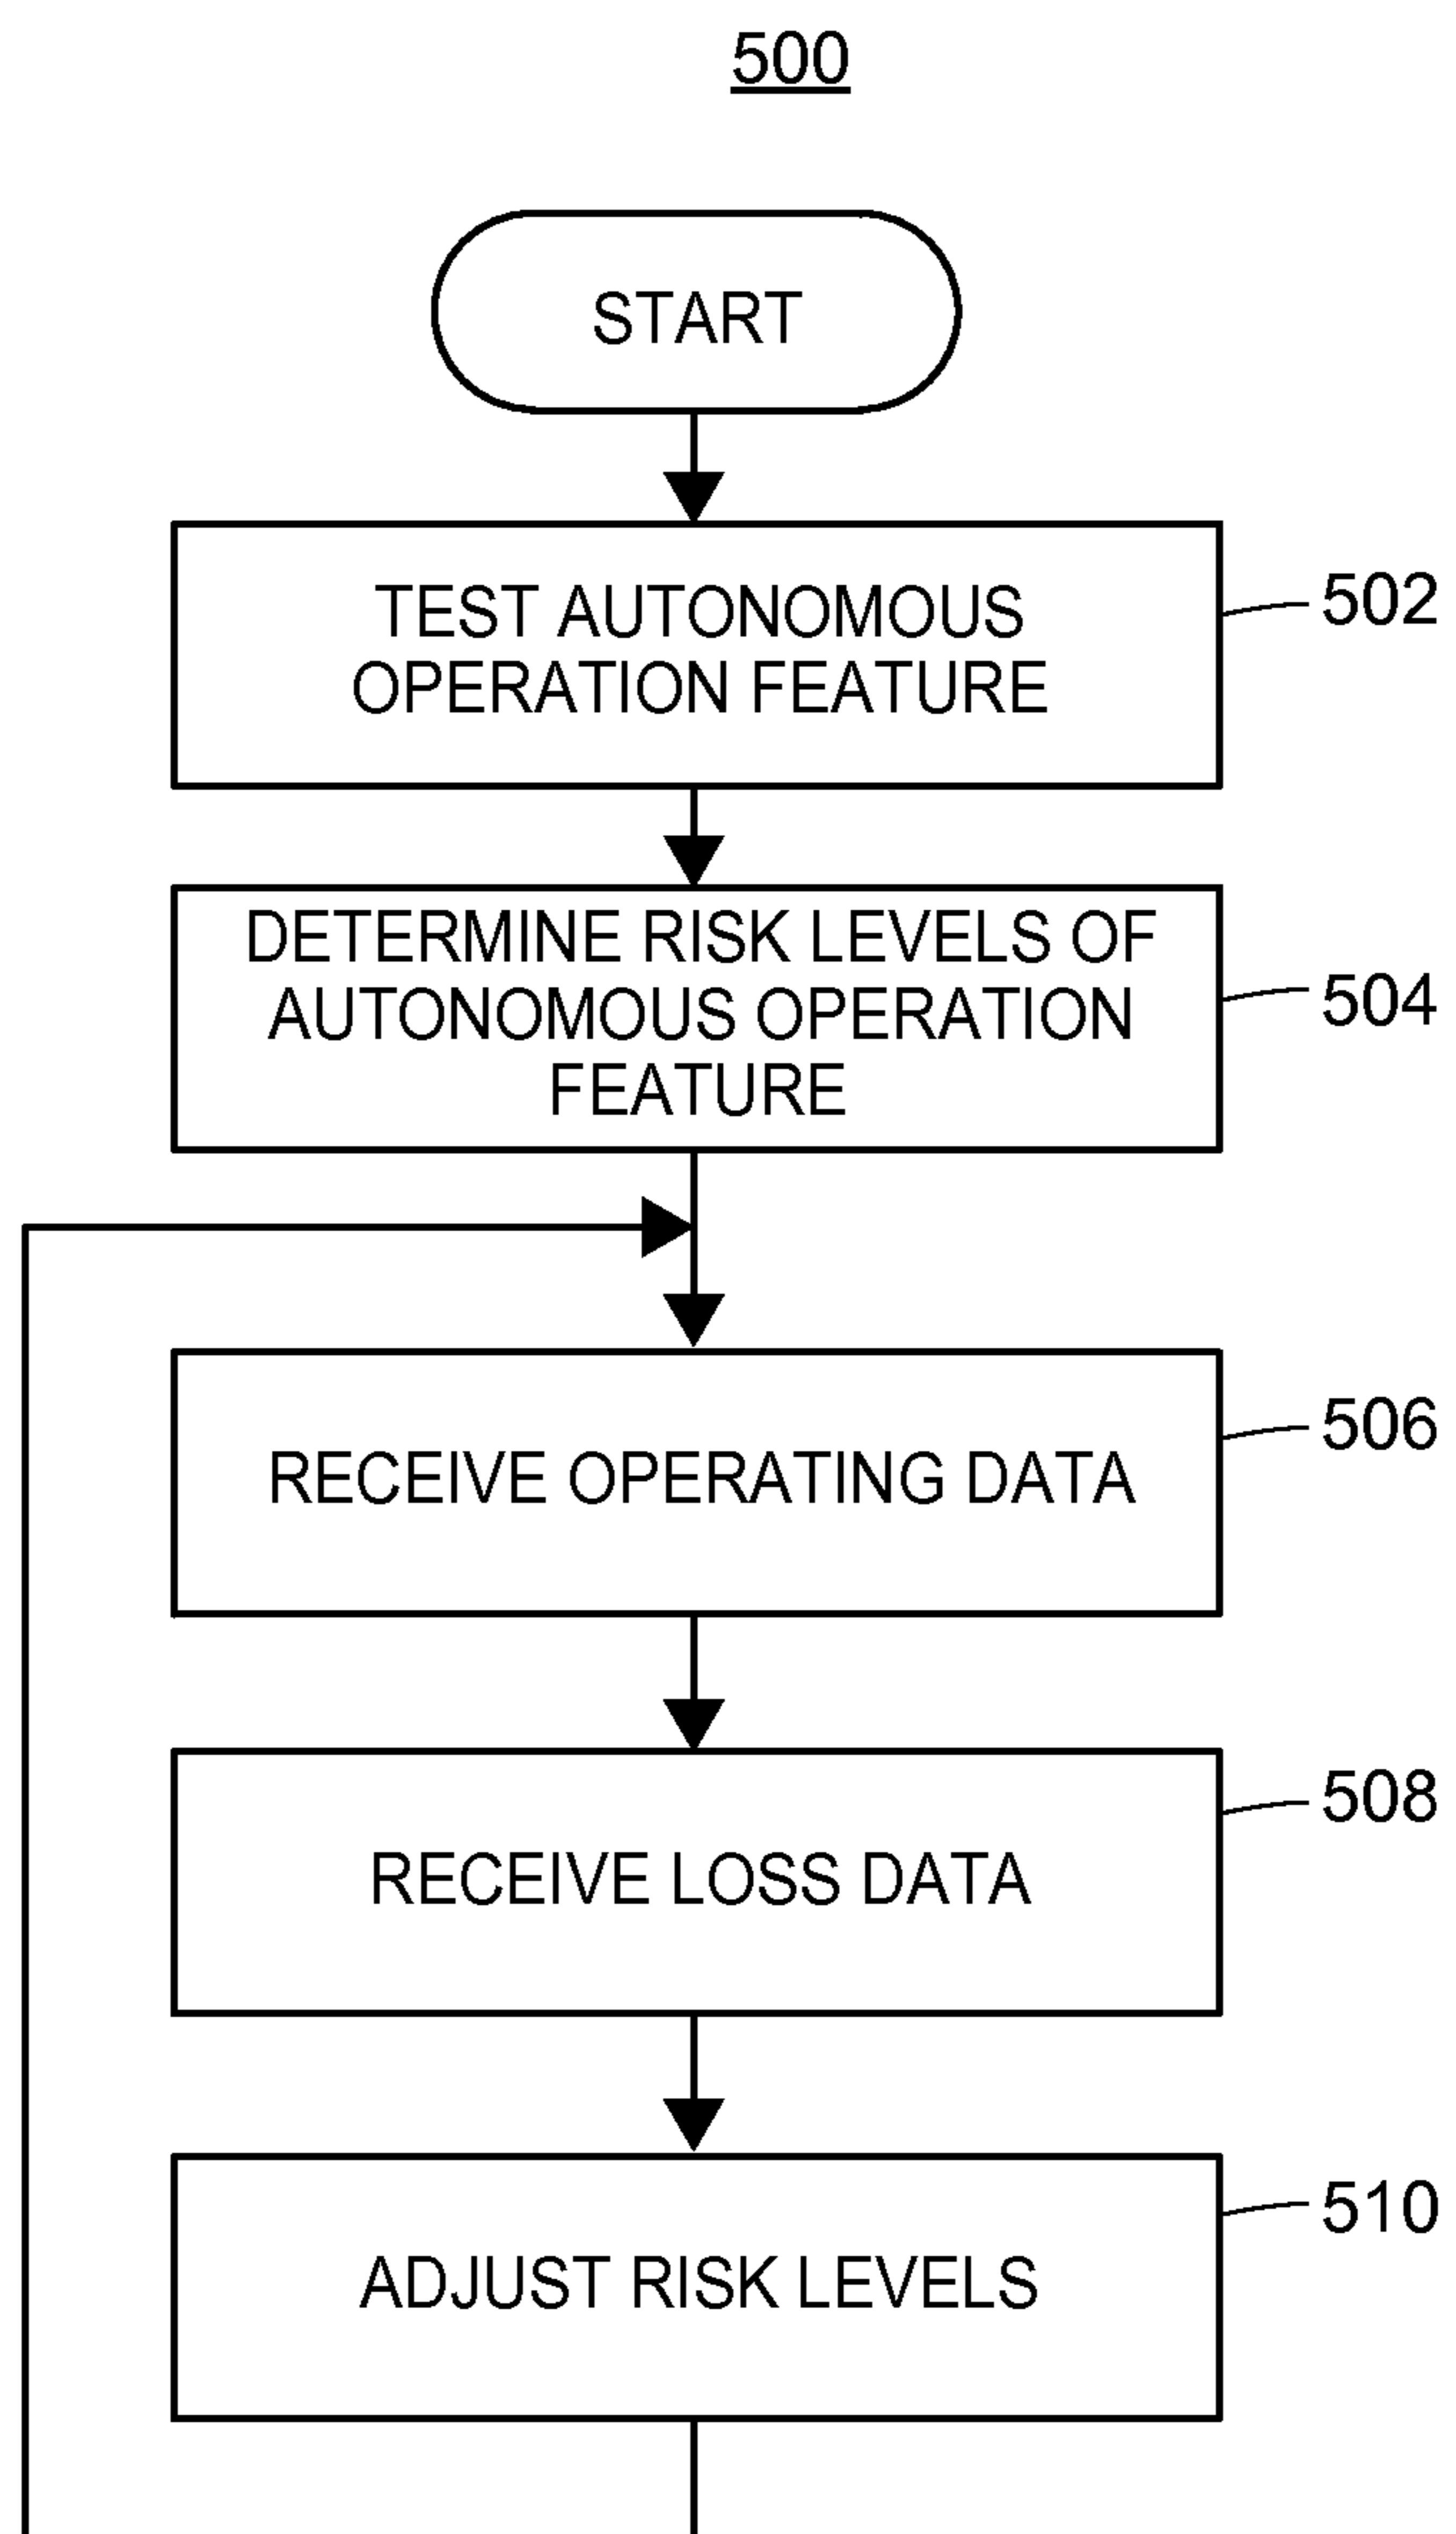 500
START
TEST AUTONOMOUS
OPERATION FEATURE
502
DETERMINE RISK LEVELS OF
AUTONOMOUS OPERATION
FEATURE
504
RECEIVE OPERATING DATA
506
RECEIVE LOSS DATA
508
ADJUST RISK LEVELS
510